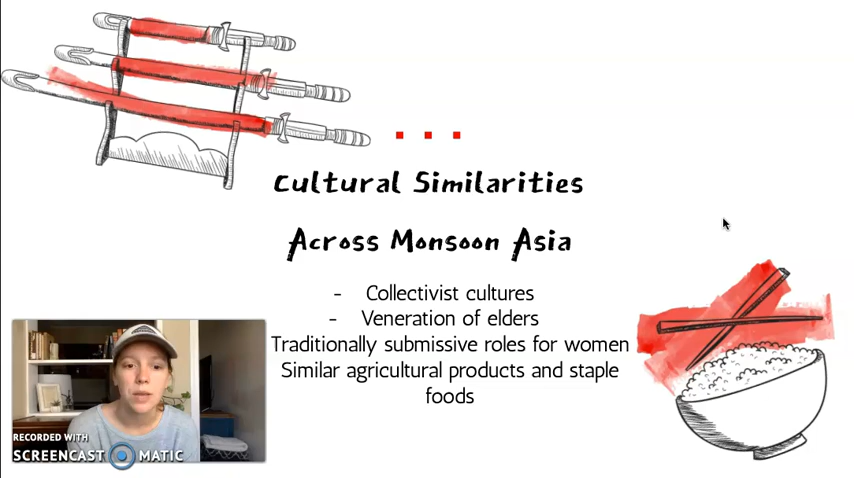 Cultural Similarities
Across Monsoon Asia
- Collectivist cultures
- Veneration of elders
Traditionally submissive roles for women
Similar agricultural products and staple
foods
RECORDED WITH
SCREENCAST MATIC